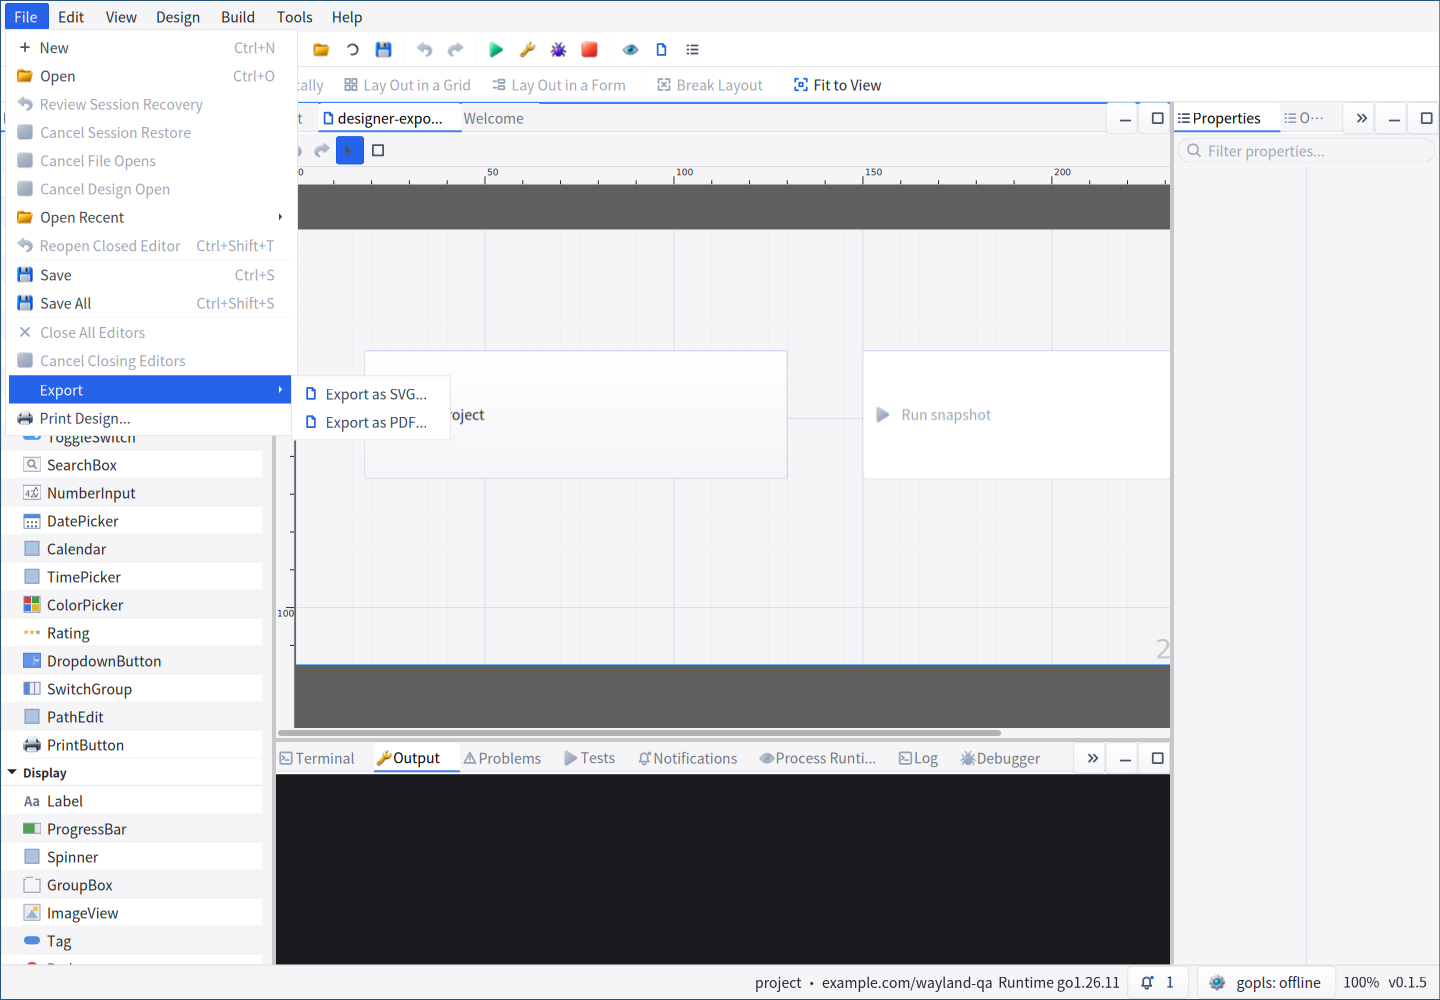 File Edit View Design Build Tools Help
New Ctrl+N
Open Ctrl+O
Review Session Recovery
Cancel Session Restore
Cancel File Opens
Cancel Design Open
Open Recent
Reopen Closed Editor Ctrl+Shift+T
Save Ctrl+S
Save All Ctrl+Shift+S
Close All Editors
Cancel Closing Editors
Export
Print Design...
Export as SVG...
Export as PDF...
cally Lay Out in a Grid Lay Out in a Form Break Layout Fit to View
t designer-expo... Welcome
0 50 100 150 200
oject
Run snapshot
100
2
Properties O...
Filter properties...
ToggleSwitch
SearchBox
NumberInput
DatePicker
Calendar
TimePicker
ColorPicker
Rating
DropdownButton
SwitchGroup
PathEdit
PrintButton
Display
Aa Label
ProgressBar
Spinner
GroupBox
ImageView
Tag
Terminal Output Problems Tests Notifications Process Runti... Log Debugger
project • example.com/wayland-qa Runtime go1.26.11 1 gopls: offline 100% v0.1.5